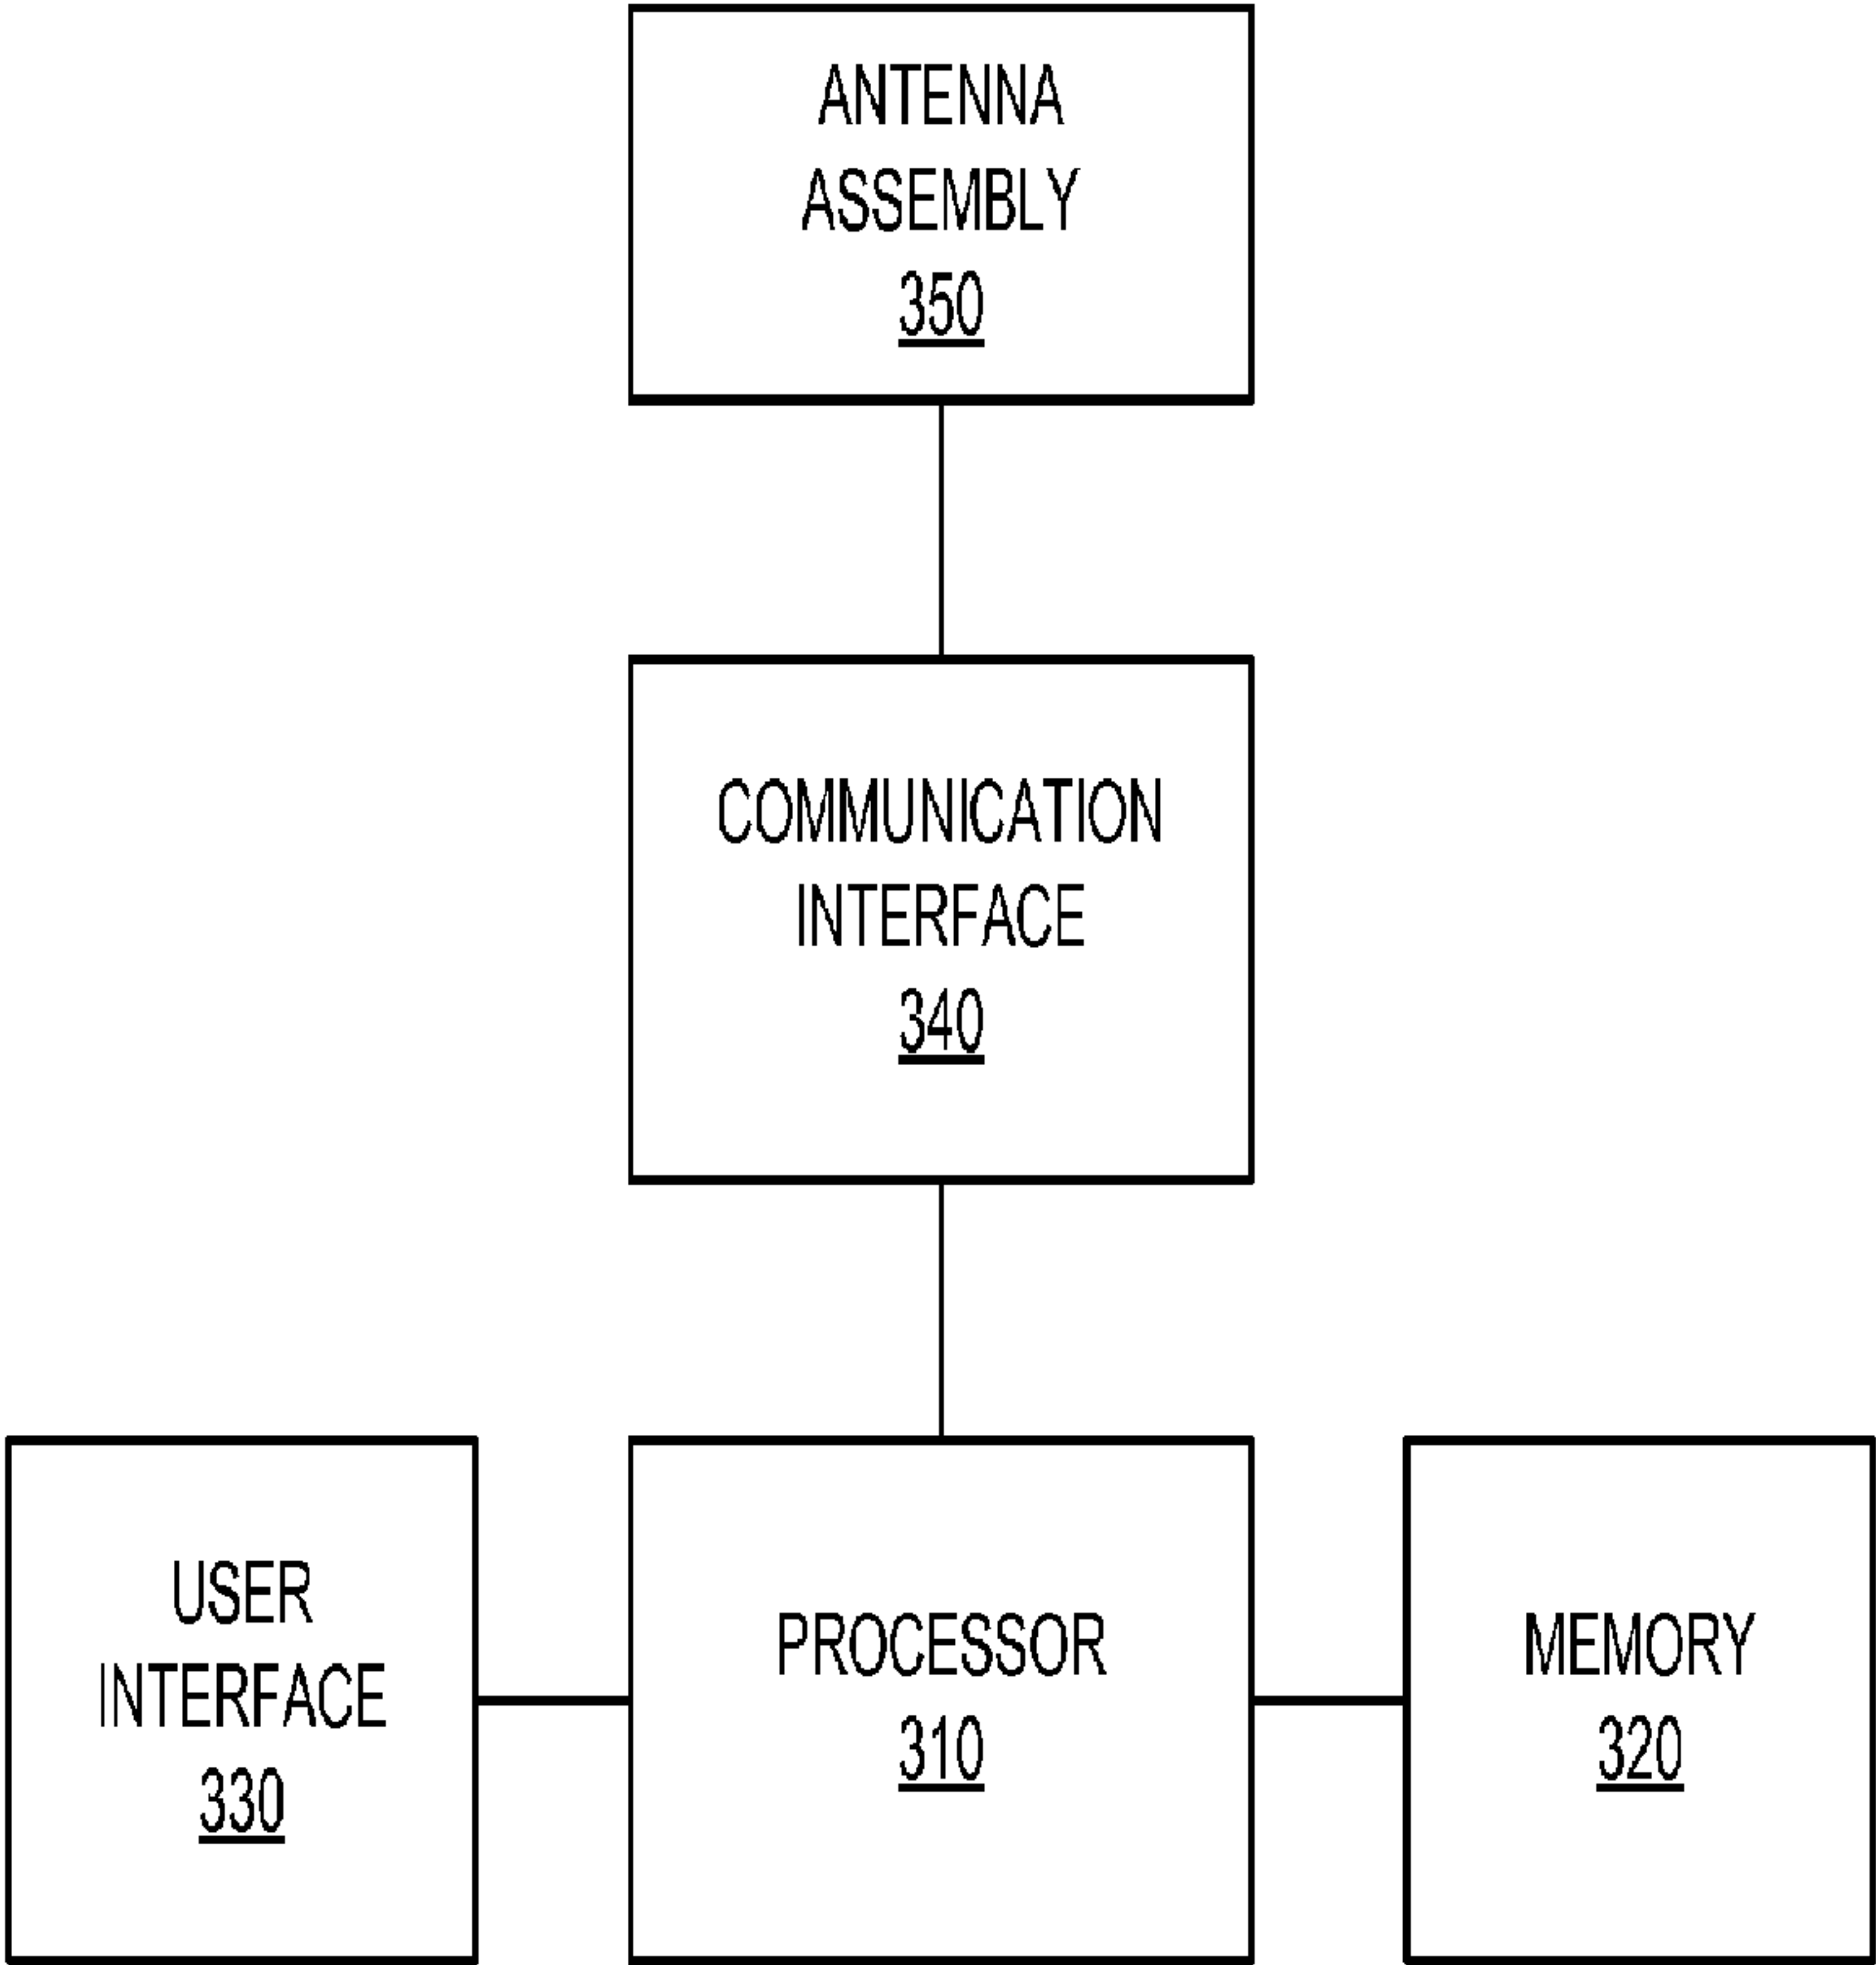 ANTENNA
ASSEMBLY
350
COMMUNICATION
INTERFACE
340
USER
INTERFACE
330
PROCESSOR
310
MEMORY
320